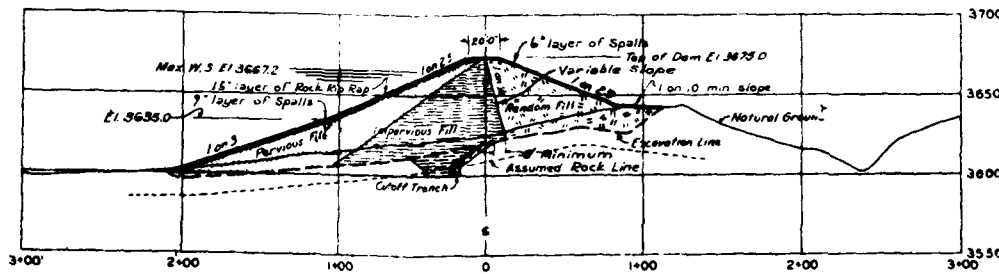 3700
20'0"
6" layer of Spalls
Top of Dam El 3675.0
Max W.S El 3667.2
1 on 2½
Variable Slope
15" layer of Rock Rip Rap
9" layer of Spalls
1 on 10 min slope
3650
Random Fill
El. 3635.0
Natural Groun
1 on 3
Pervious Fill
Impervious Fill
Excavation Line
Minimum
Assumed Rock Line
Cutoff Trench
3600
3550
3+00'
2+00
1+00
0
1+00
2+00
3+00